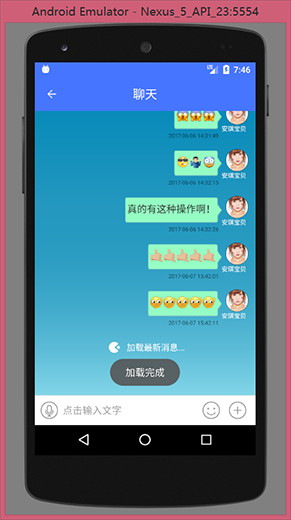 Android Emulator - Nexus_5_API_23:5554
7:46
聊天
安琪宝贝
2017-06-06 14:31:49
安琪宝贝
2017-06-06 14:32:15
真的有这种操作啊！
安琪宝贝
2017-06-06 14:32:26
安琪宝贝
2017-06-07 15:42:01
安琪宝贝
2017-06-07 15:42:11
加载最新消息...
加载完成
点击输入文字